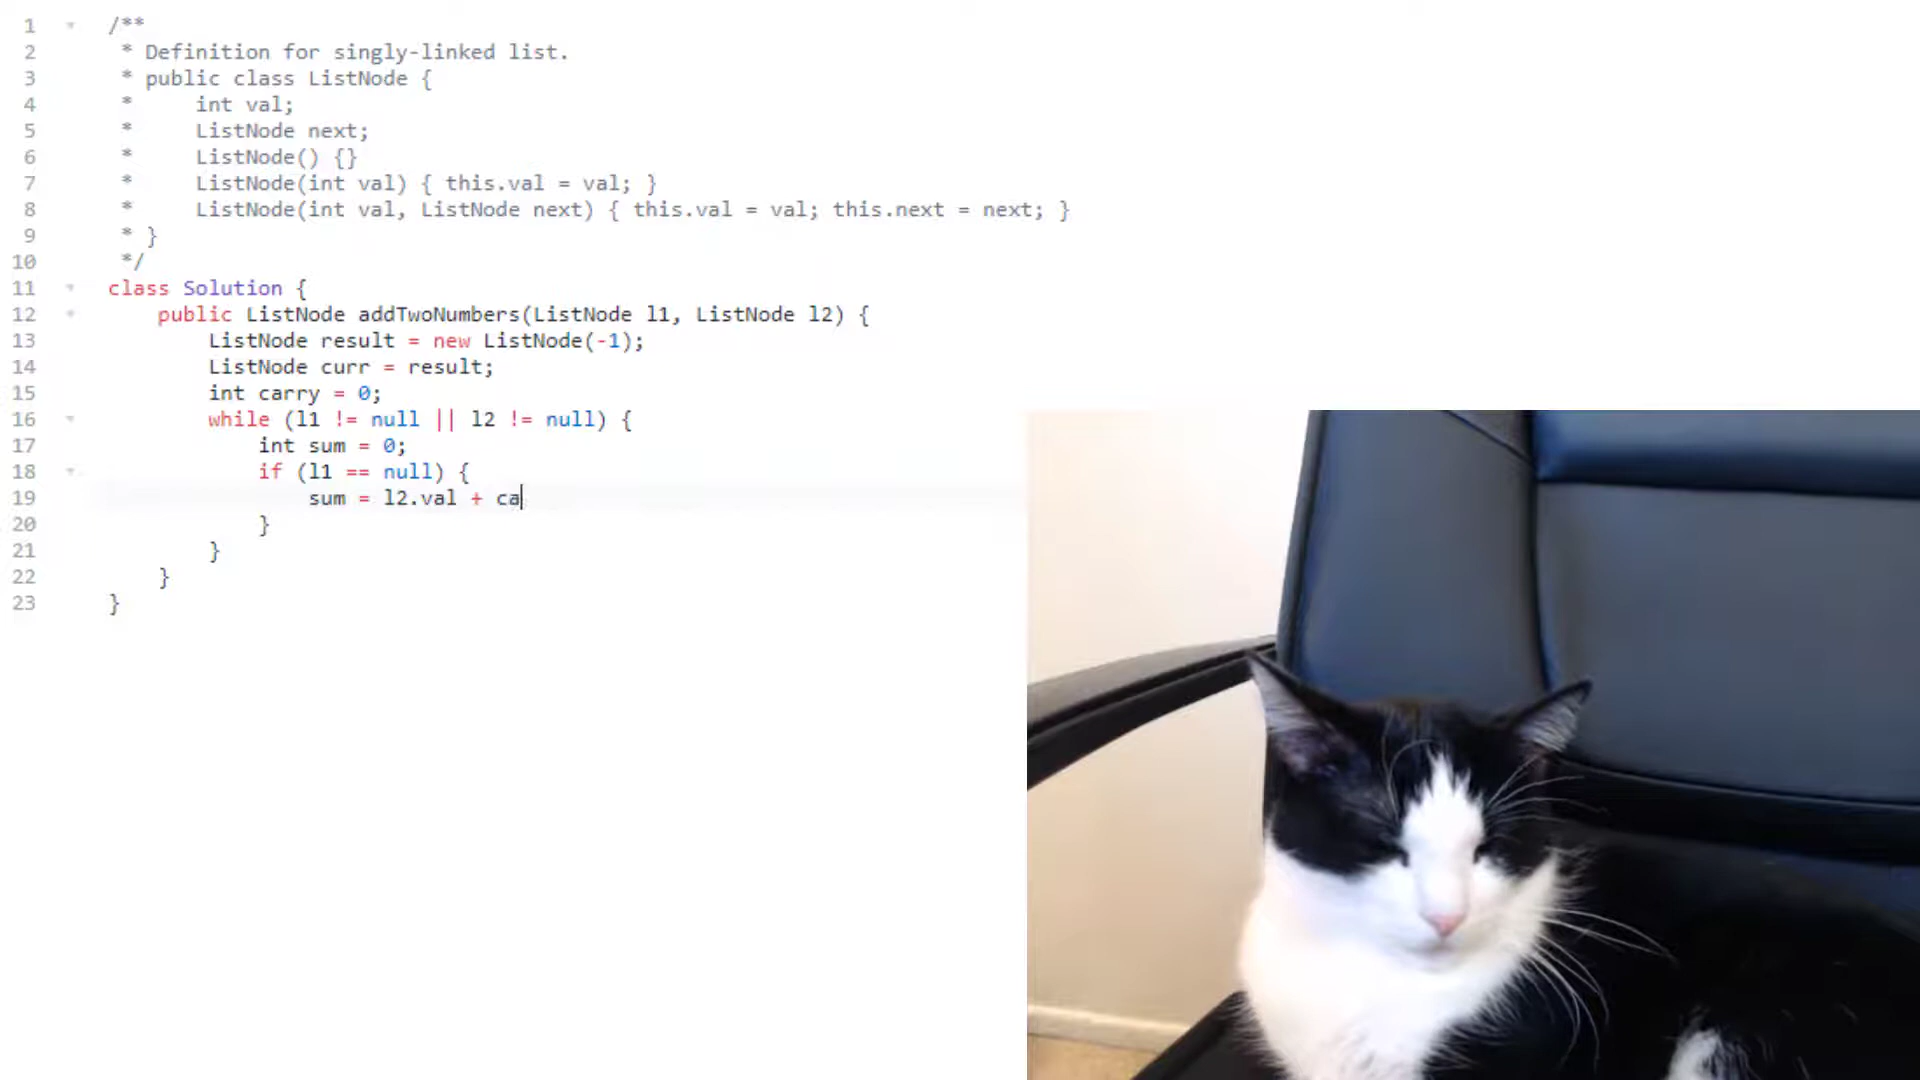 1 /**
2 * Definition for singly-linked list.
3 * public class ListNode {
4 * int val;
5 * ListNode next;
6 * ListNode() {}
7 * ListNode(int val) { this.val = val; }
8 * ListNode(int val, ListNode next) { this.val = val; this.next = next; }
9 * }
10 */
11 class Solution {
12 public ListNode addTwoNumbers(ListNode l1, ListNode l2) {
13 ListNode result = new ListNode(-1);
14 ListNode curr = result;
15 int carry = 0;
16 while (l1 != null || l2 != null) {
17 int sum = 0;
18 if (l1 == null) {
19 sum = l2.val + ca
20 }
21 }
22 }
23 }